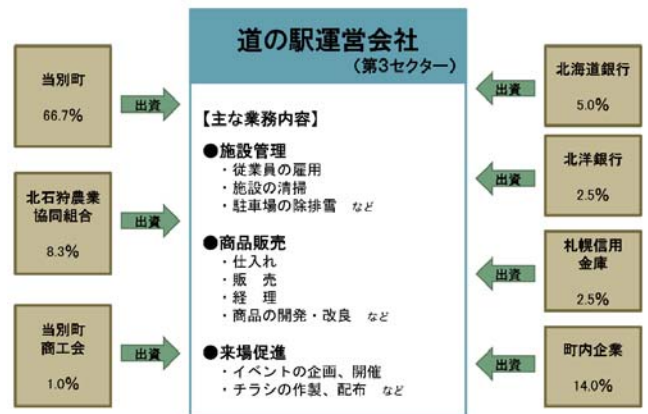 道の駅運営会社
（第3セクター）
当別町
66.7%
出資
北石狩農業
協同組合
8.3%
出資
当別町
商工会
1.0%
出資
【主な業務内容】
●施設管理
・従業員の雇用
・施設の清掃
・駐車場の除排雪 など
●商品販売
・仕入れ
・販　売
・経　理
・商品の開発・改良 など
●来場促進
・イベントの企画、開催
・チラシの作製、配布 など
北海道銀行
5.0%
出資
北洋銀行
2.5%
出資
札幌信用
金庫
2.5%
出資
町内企業
14.0%
出資